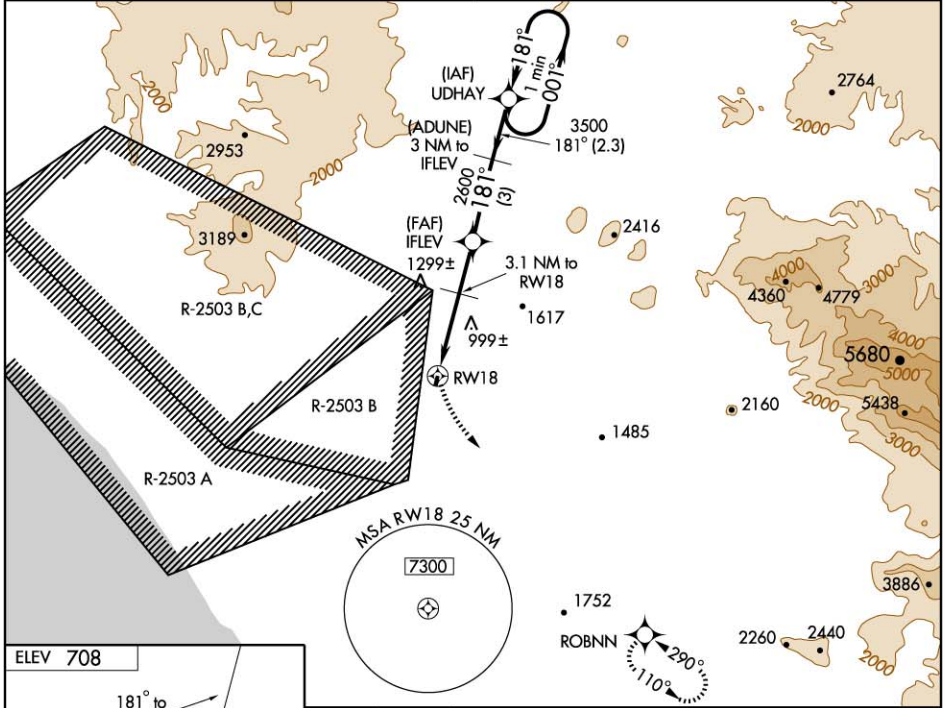 181°
1 min
001°
(IAF)
UDHAY
2764
2000
2000
(ADUNE)
3 NM to
IFLEV
3500
181° (2.3)
2953
2000
2600
181°
(3)
(FAF)
IFLEV
3189
2416
1299±
3.1 NM to
RW18
4000
3000
4360
4779
R-2503 B,C
1617
999±
4000
5680
5000
RW18
R-2503 B
2160
2000
5438
1485
3000
R-2503 A
MSA RW18 25 NM
7300
3886
1752
ROBNN
290°
110°
2260
2440
2000
ELEV 708
181° to